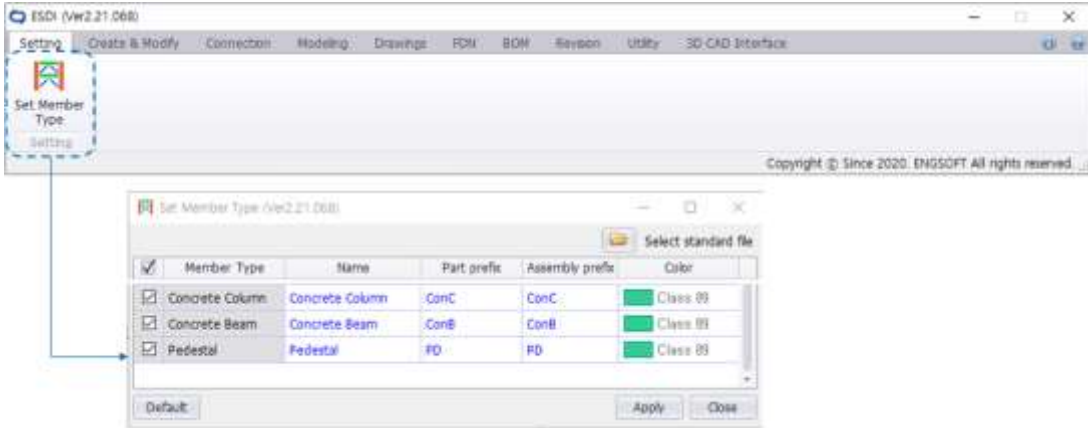 ESDI (Ver2.21.068)
Setting Create & Modify Connection Modeling Drawings FDN BOM Revision Utility 3D CAD Interface
Set Member
Type
Setting
Copyright © Since 2020. ENGSOFT All rights reserved.
Set Member Type (Ver2.21.068)
Select standard file
Member Type Name Part prefix Assembly prefix Color
Concrete Column Concrete Column ConC ConC Class 89
Concrete Beam Concrete Beam ConB ConB Class 89
Pedestal Pedestal PD PD Class 89
Default Apply Close